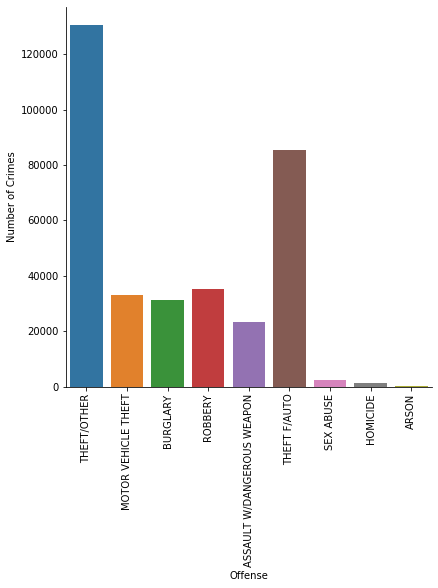 120000
100000
80000
60000
40000
20000
0
Number of Crimes
THEFT/OTHER
MOTOR VEHICLE THEFT
BURGLARY
ROBBERY
ASSAULT W/DANGEROUS WEAPON
THEFT F/AUTO
SEX ABUSE
HOMICIDE
ARSON
Offense